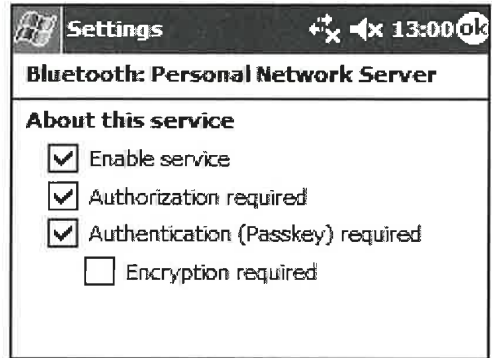 Settings 13:00 ok
Bluetooth: Personal Network Server
About this service
Enable service
Authorization required
Authentication (Passkey) required
Encryption required